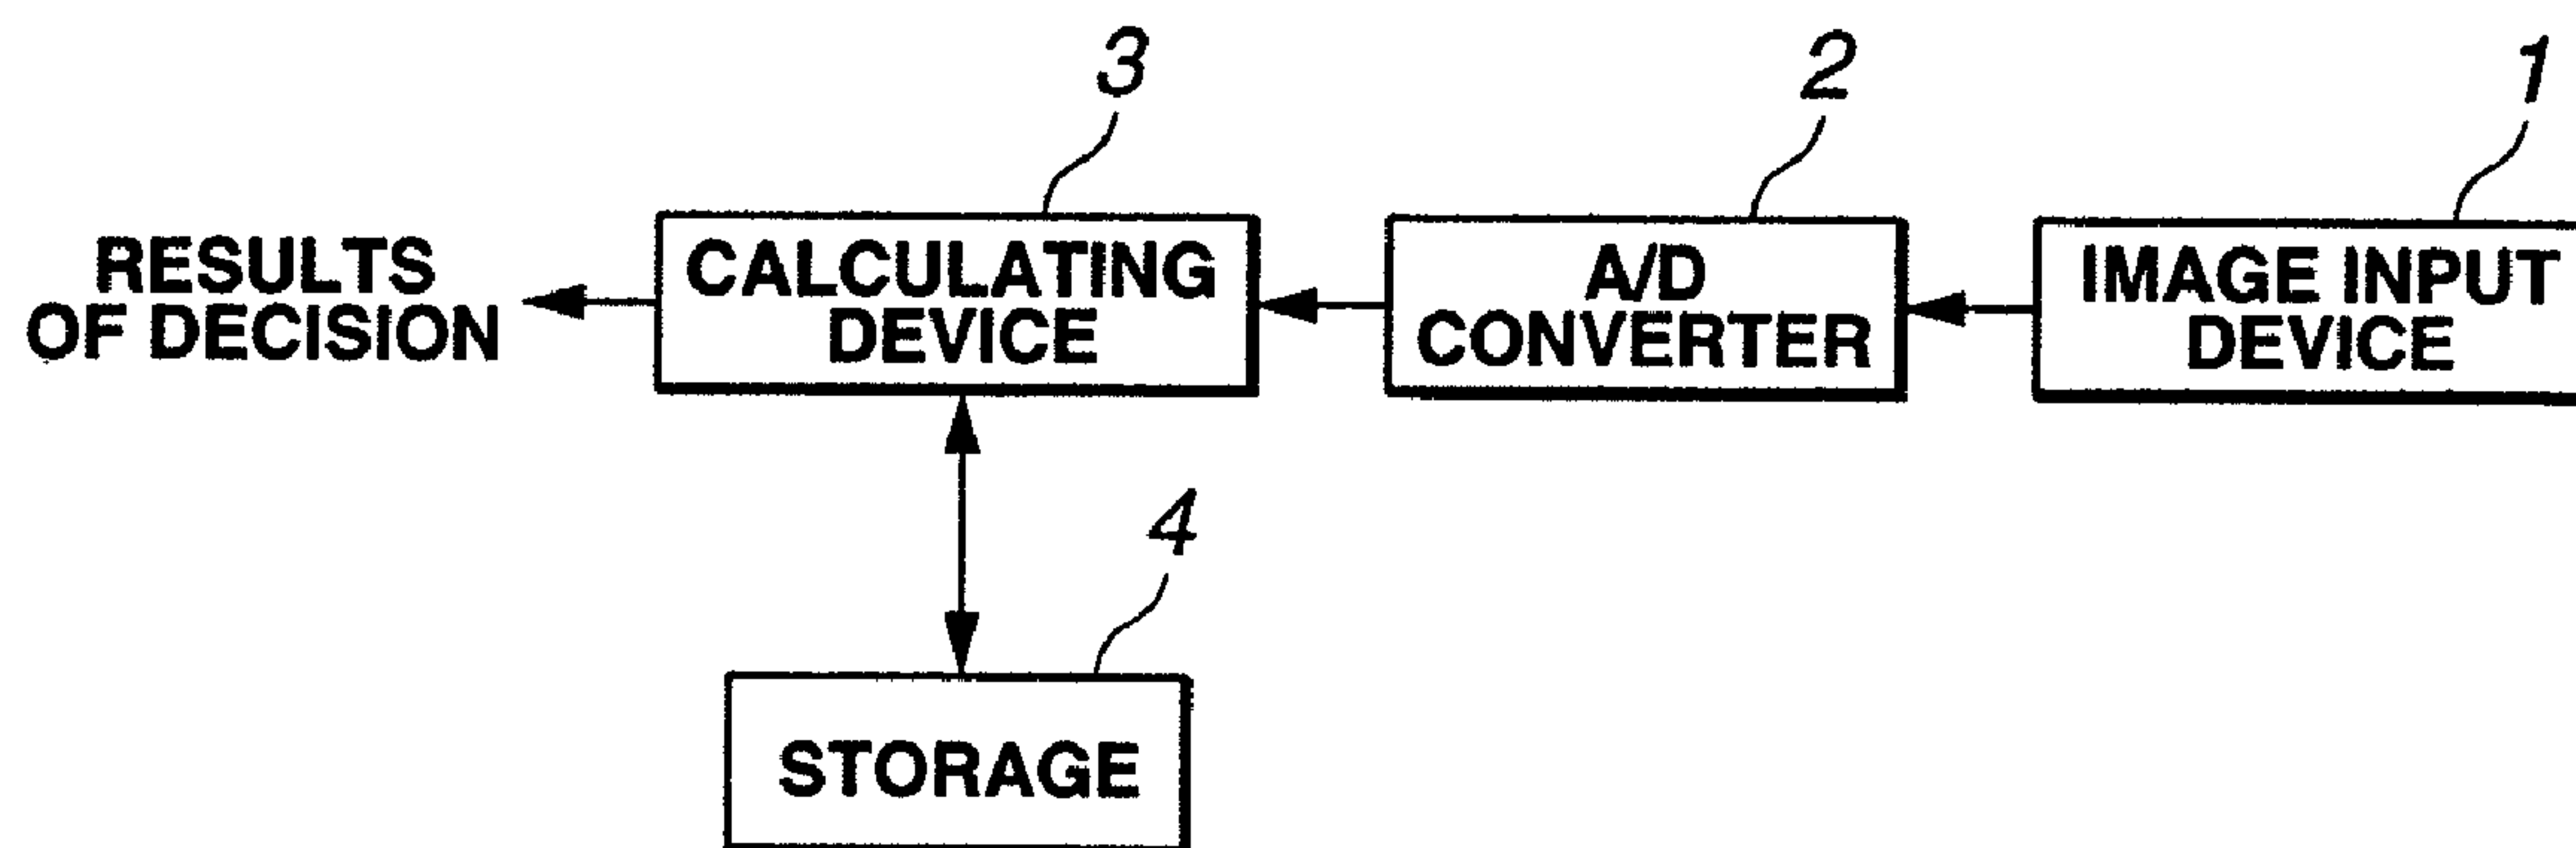 3
2
1
RESULTS
OF DECISION
CALCULATING
DEVICE
A/D
CONVERTER
IMAGE INPUT
DEVICE
4
STORAGE